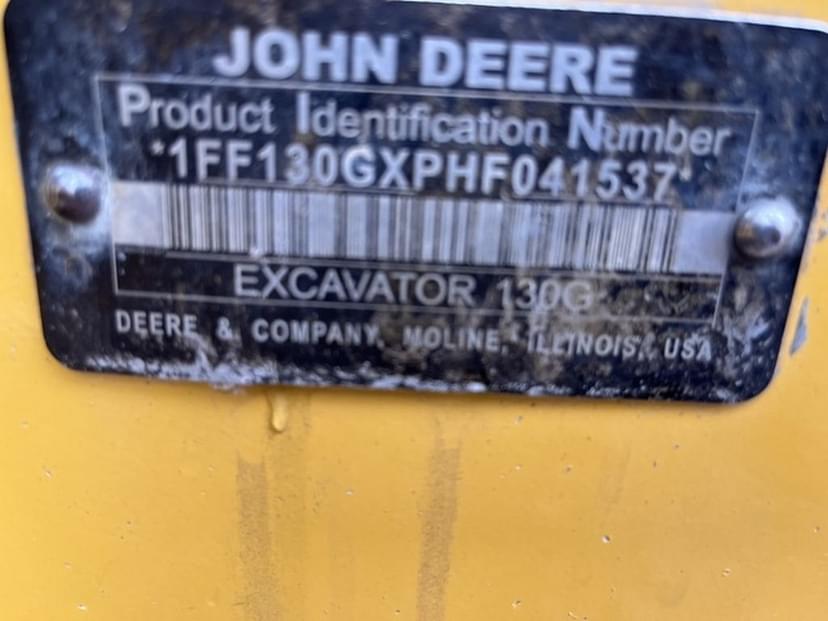 JOHN DEERE
Product Identification Number
*1FF130GXPHF041537*
EXCAVATOR 130G
DEERE & COMPANY, MOLINE, ILLINOIS, USA